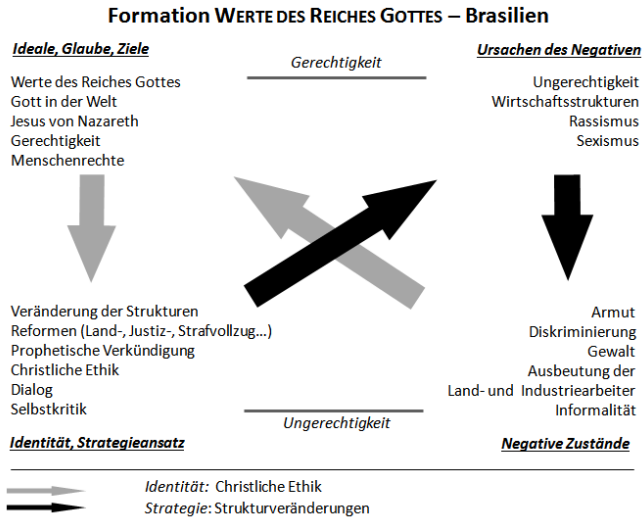 Formation WERTE DES REICHES GOTTES – Brasilien
Ideale, Glaube, Ziele
Werte des Reiches Gottes
Gott in der Welt
Jesus von Nazareth
Gerechtigkeit
Menschenrechte
Gerechtigkeit
Ursachen des Negativen
Ungerechtigkeit
Wirtschaftsstrukturen
Rassismus
Sexismus
Veränderung der Strukturen
Reformen (Land-, Justiz-, Strafvollzug...)
Prophetische Verkündigung
Christliche Ethik
Dialog
Selbstkritik
Identität, Strategieansatz
Ungerechtigkeit
Armut
Diskriminierung
Gewalt
Ausbeutung der
Land- und Industriearbeiter
Informalität
Negative Zustände
Identität: Christliche Ethik
Strategie: Strukturveränderungen